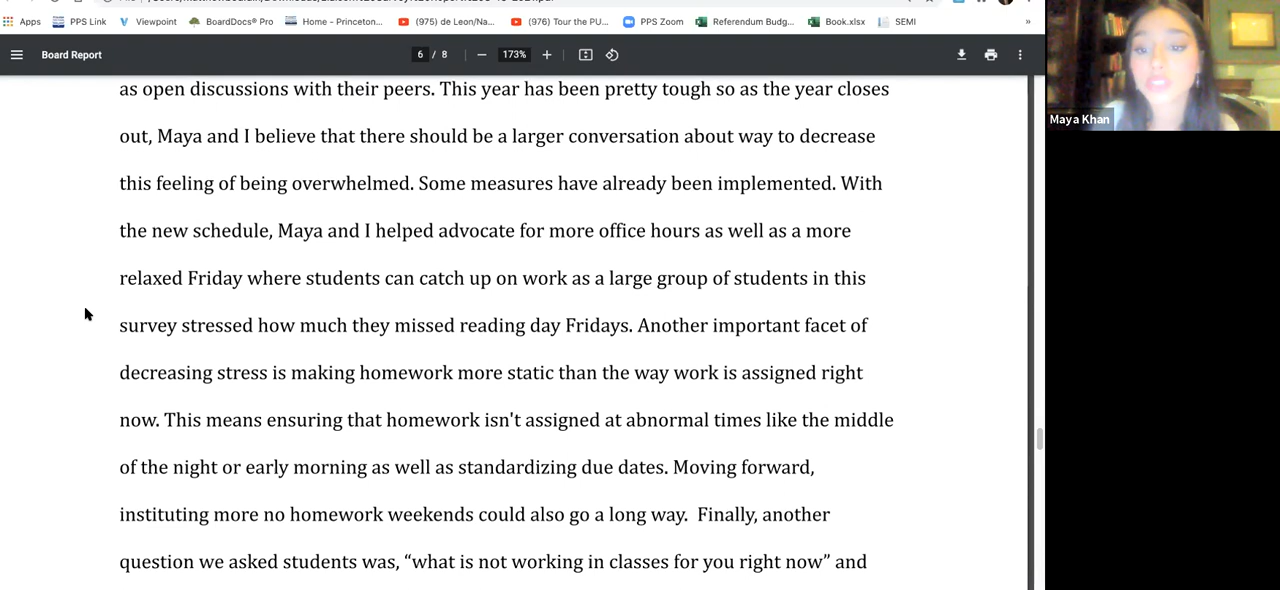 Apps PPS Link Viewpoint BoardDocs® Pro Home – Princeton... (975) de Leon/Na... (976) Tour the PU... PPS Zoom Referendum Budg... Book.xlsx SEMI »
Board Report 6 / 8 — 173% +
as open discussions with their peers. This year has been pretty tough so as the year closes
out, Maya and I believe that there should be a larger conversation about way to decrease
this feeling of being overwhelmed. Some measures have already been implemented. With
the new schedule, Maya and I helped advocate for more office hours as well as a more
relaxed Friday where students can catch up on work as a large group of students in this
survey stressed how much they missed reading day Fridays. Another important facet of
decreasing stress is making homework more static than the way work is assigned right
now. This means ensuring that homework isn't assigned at abnormal times like the middle
of the night or early morning as well as standardizing due dates. Moving forward,
instituting more no homework weekends could also go a long way.  Finally, another
question we asked students was, “what is not working in classes for you right now” and
Maya Khan